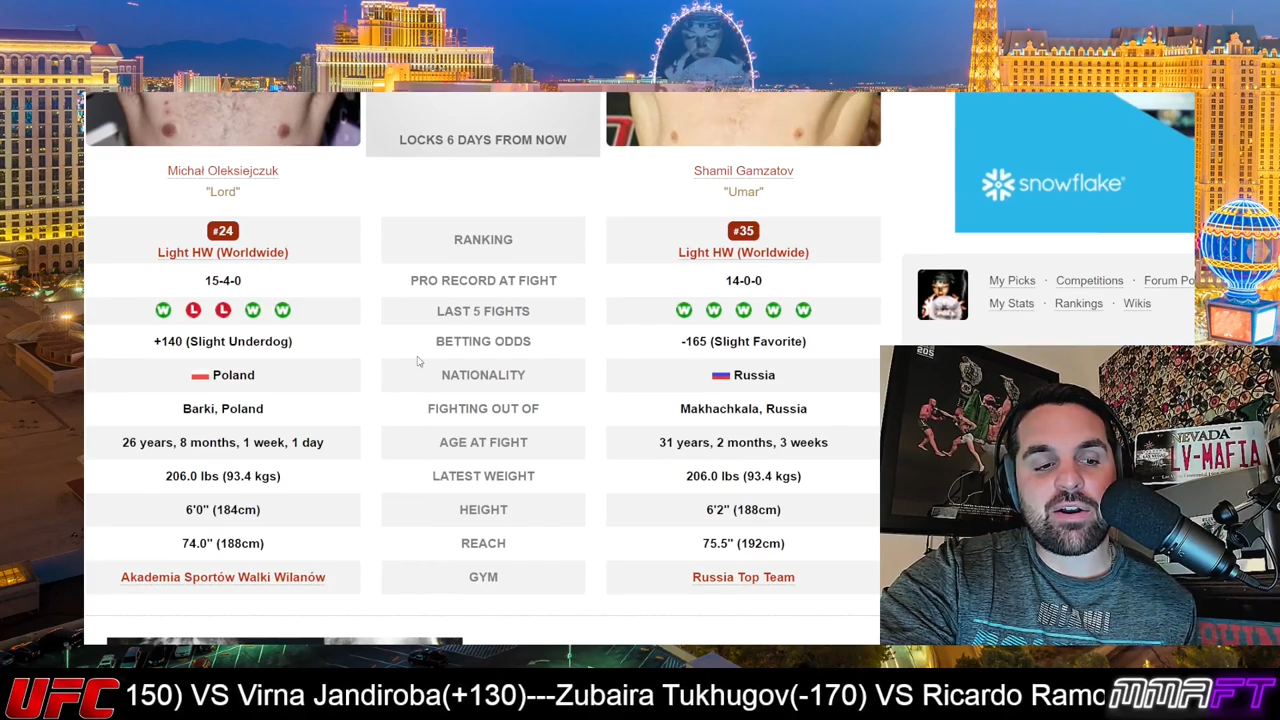 LOCKS 6 DAYS FROM NOW
Michał Oleksiejczuk
Shamil Gamzatov
"Lord"
"Umar"
#24
RANKING
#35
Light HW (Worldwide)
Light HW (Worldwide)
15-4-0
PRO RECORD AT FIGHT
14-0-0
W L L W W
LAST 5 FIGHTS
W W W W W
+140 (Slight Underdog)
BETTING ODDS
-165 (Slight Favorite)
Poland
NATIONALITY
Russia
Barki, Poland
FIGHTING OUT OF
Makhachkala, Russia
26 years, 8 months, 1 week, 1 day
AGE AT FIGHT
31 years, 2 months, 3 weeks
206.0 lbs (93.4 kgs)
LATEST WEIGHT
206.0 lbs (93.4 kgs)
6'0" (184cm)
HEIGHT
6'2" (188cm)
74.0" (188cm)
REACH
75.5" (192cm)
Akademia Sportów Walki Wilanów
GYM
Russia Top Team
snowflake®
My Picks · Competitions · Forum Po
My Stats · Rankings · Wikis
NEVADA
LV-MAFIA
UFC 150) VS Virna Jandiroba(+130)---Zubaira Tukhugov(-170) VS Ricardo Ramo MMAFT